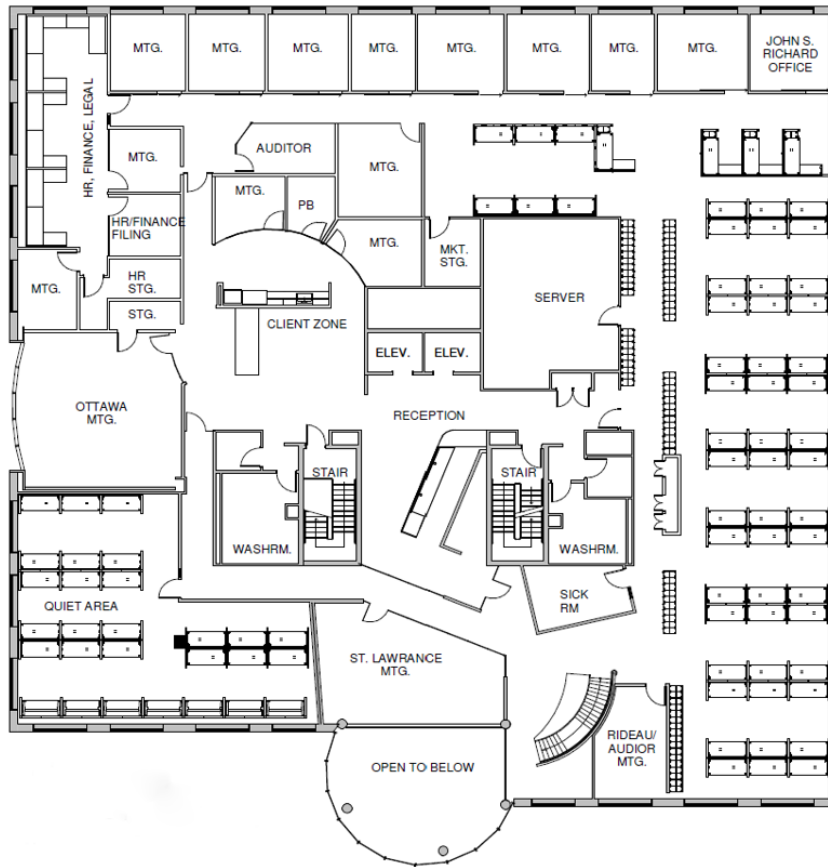 MTG.
MTG.
MTG.
MTG.
MTG.
MTG.
MTG.
MTG.
JOHN S.
RICHARD
OFFICE
HR, FINANCE, LEGAL
AUDITOR
MTG.
MTG.
MTG.
PB
HR/FINANCE
FILING
MTG.
MKT.
STG.
MTG.
HR
STG.
SERVER
STG.
CLIENT ZONE
ELEV.
ELEV.
OTTAWA
MTG.
RECEPTION
STAIR
STAIR
WASHRM.
WASHRM.
SICK
RM
QUIET AREA
ST. LAWRANCE
MTG.
RIDEAU/
AUDIOR
MTG.
OPEN TO BELOW